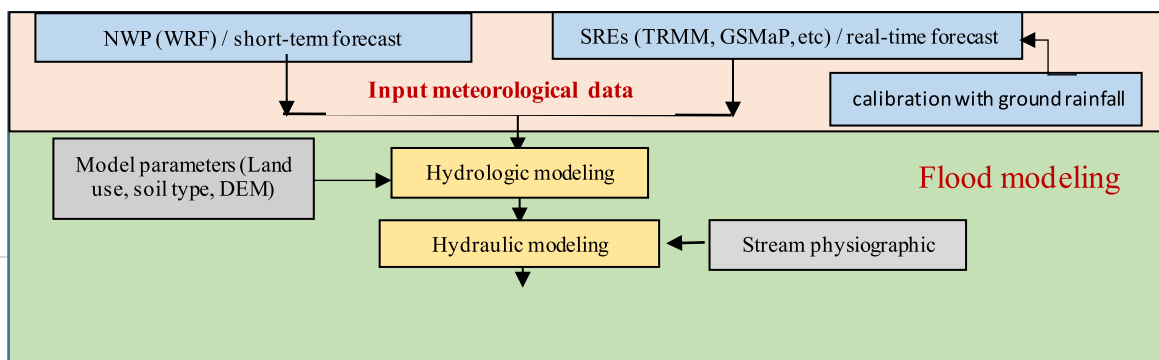 NWP (WRF) / short-term forecast
SREs (TRMM, GSMaP, etc) / real-time forecast
Input meteorological data
calibration with ground rainfall
Model parameters (Land
use, soil type, DEM)
Hydrologic modeling
Flood modeling
Hydraulic modeling
Stream physiographic